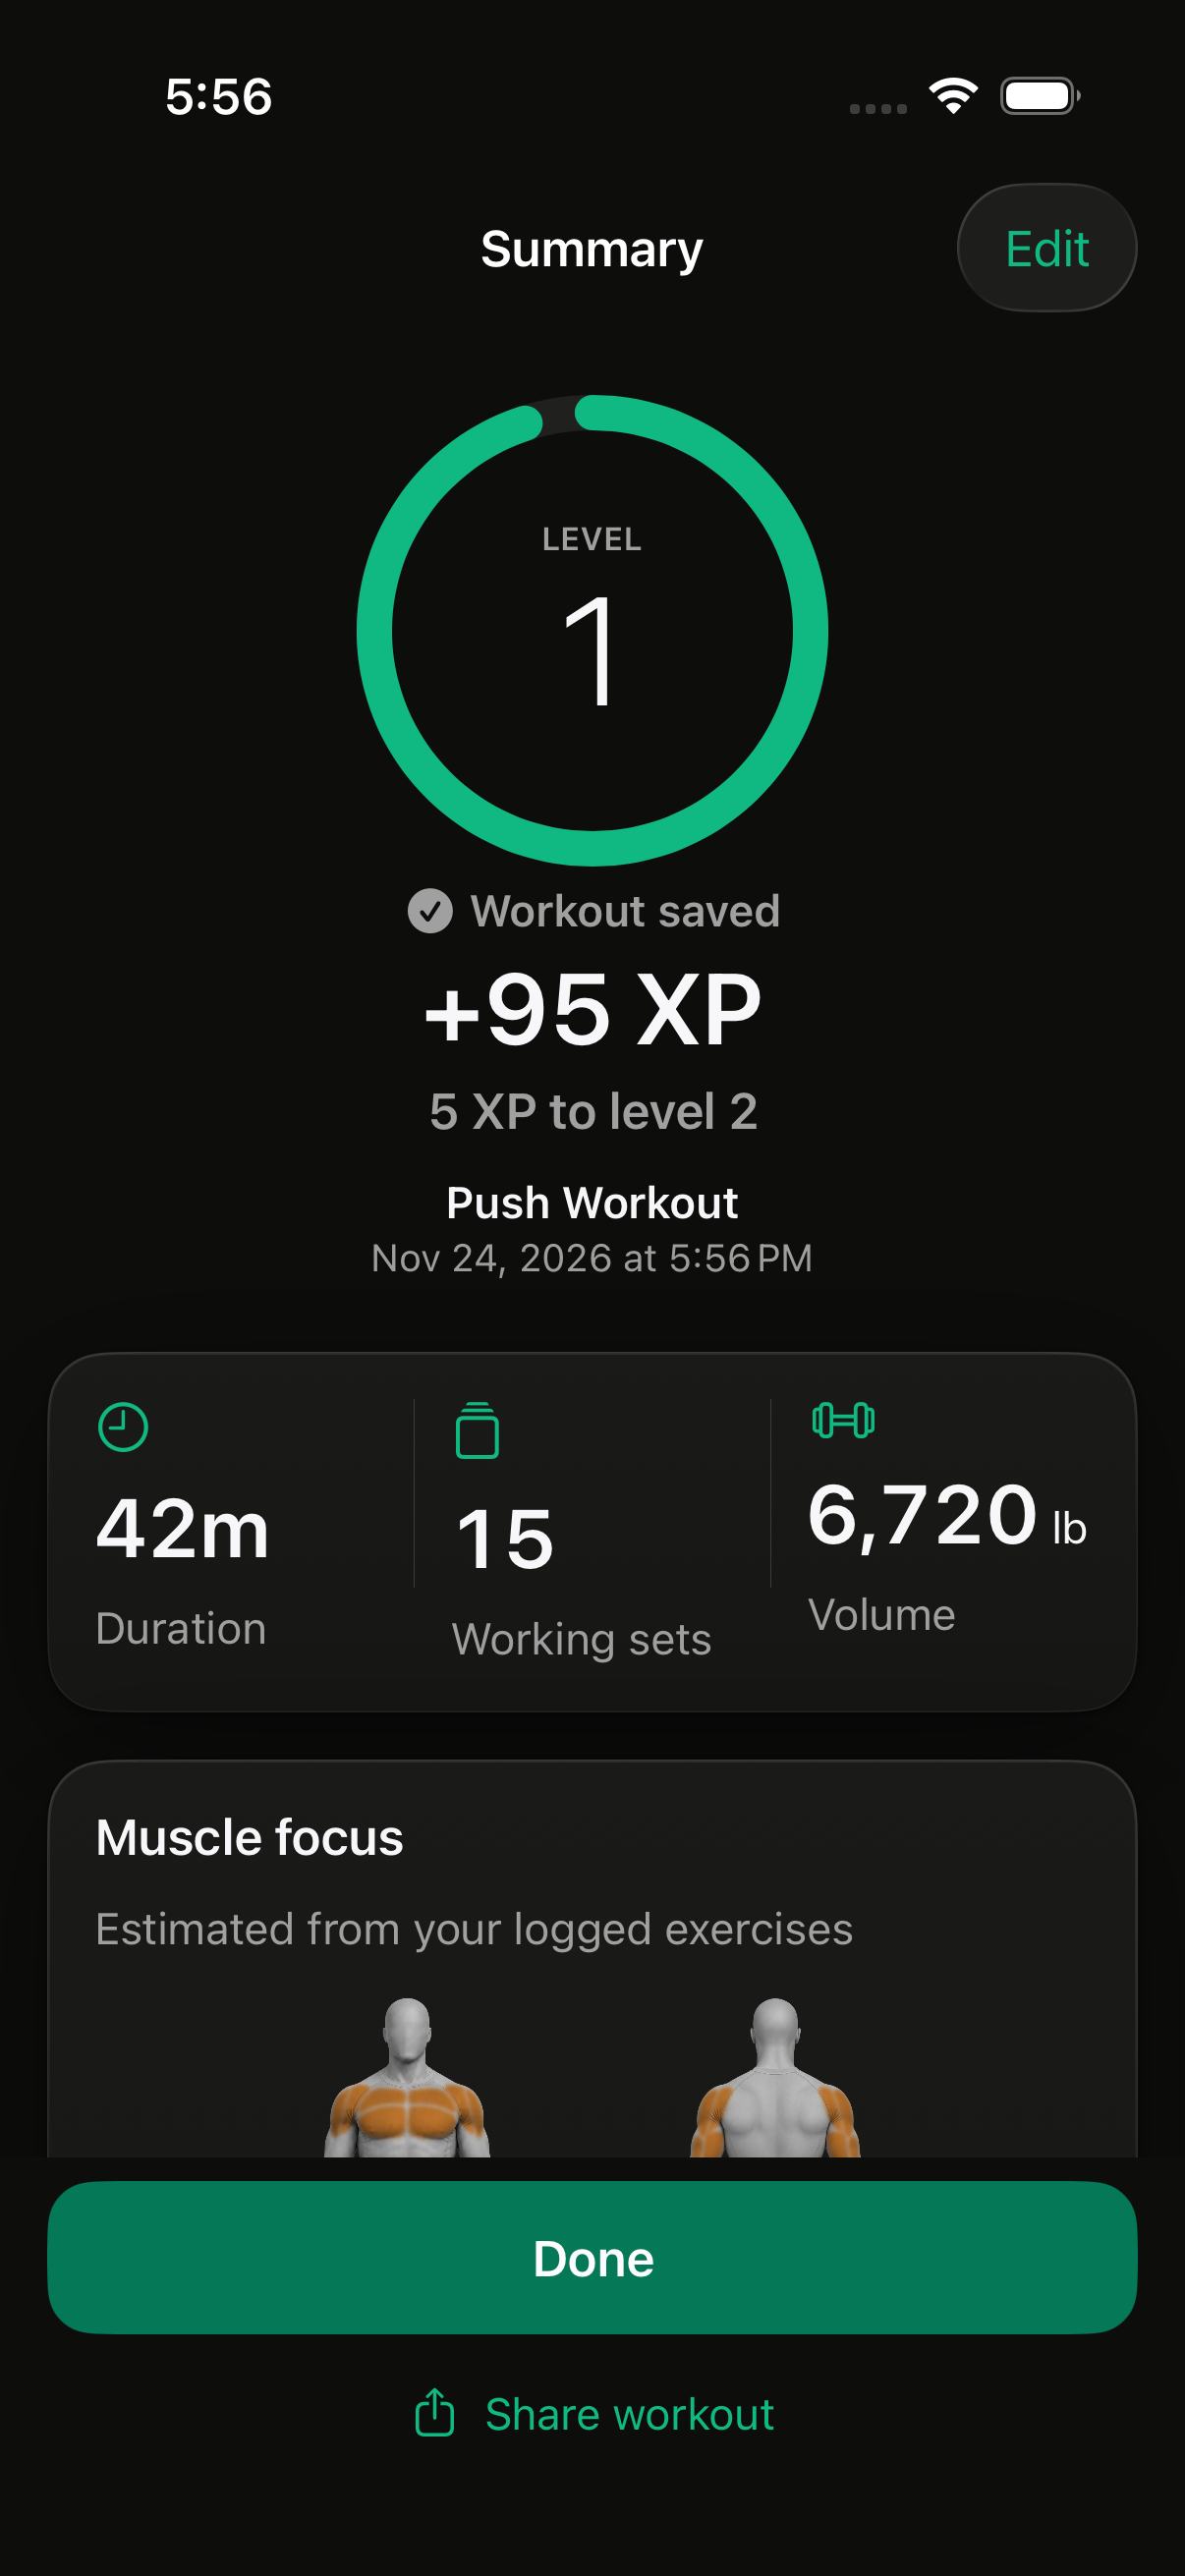 5:56
Summary
Edit
LEVEL
1
Workout saved
+95 XP
5 XP to level 2
Push Workout
Nov 24, 2026 at 5:56 PM
42m
Duration
15
Working sets
6,720 lb
Volume
Muscle focus
Estimated from your logged exercises
Done
Share workout